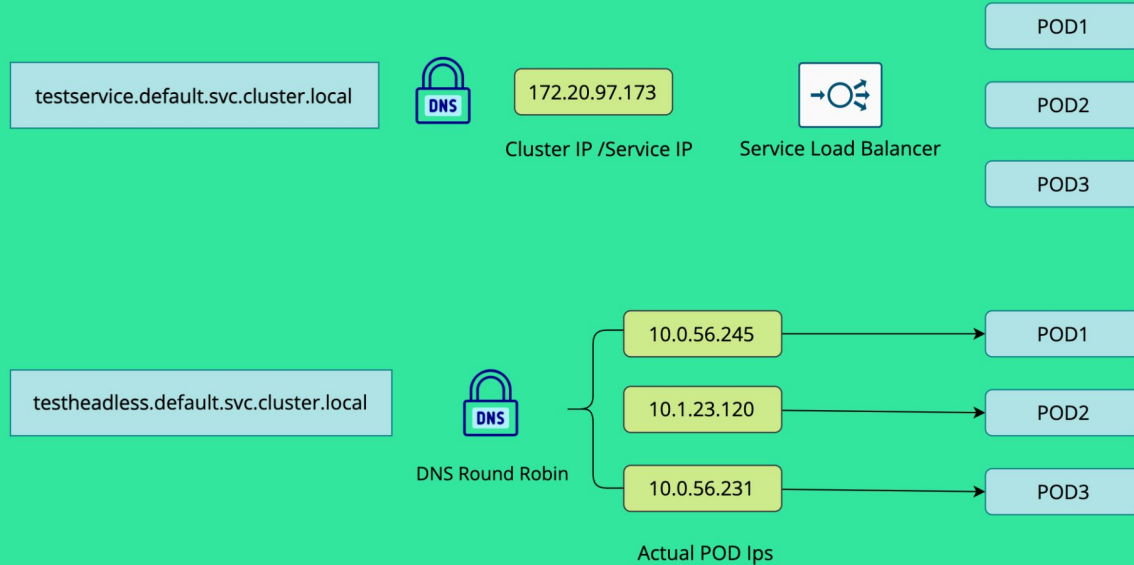 POD1
testservice.default.svc.cluster.local
DNS
172.20.97.173
POD2
Cluster IP /Service IP
Service Load Balancer
POD3
10.0.56.245
POD1
testheadless.default.svc.cluster.local
DNS
10.1.23.120
POD2
DNS Round Robin
10.0.56.231
POD3
Actual POD Ips